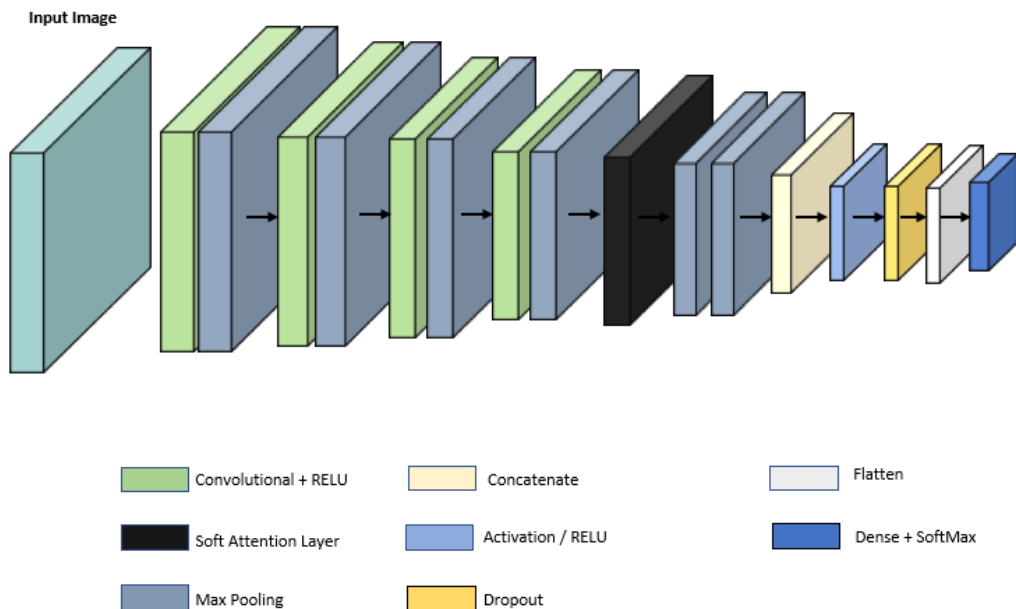 Input Image
Convolutional + RELU
Concatenate
Flatten
Soft Attention Layer
Activation / RELU
Dense + SoftMax
Max Pooling
Dropout